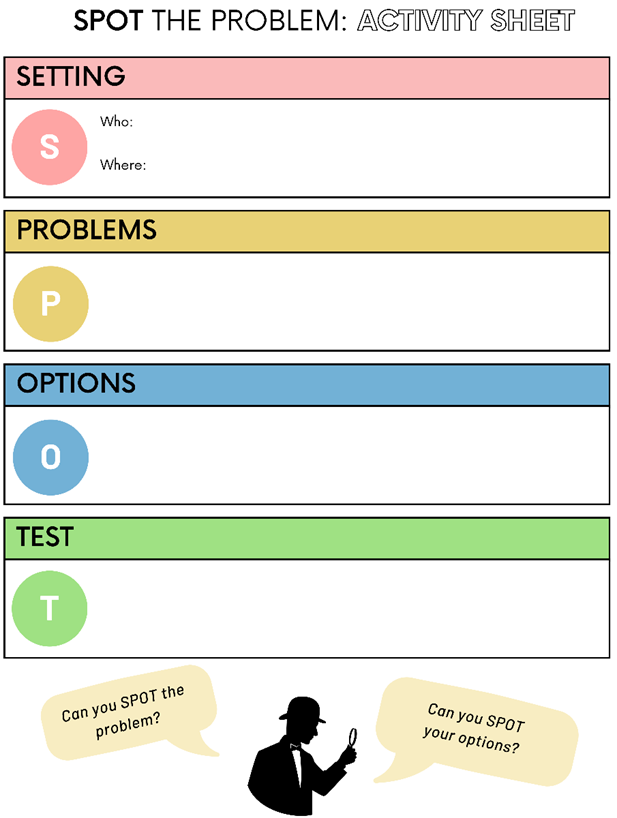 SPOT THE PROBLEM: ACTIVITY SHEET
SETTING
S
Who:
Where:
PROBLEMS
P
OPTIONS
O
TEST
T
Can you SPOT the
problem?
Can you SPOT
your options?